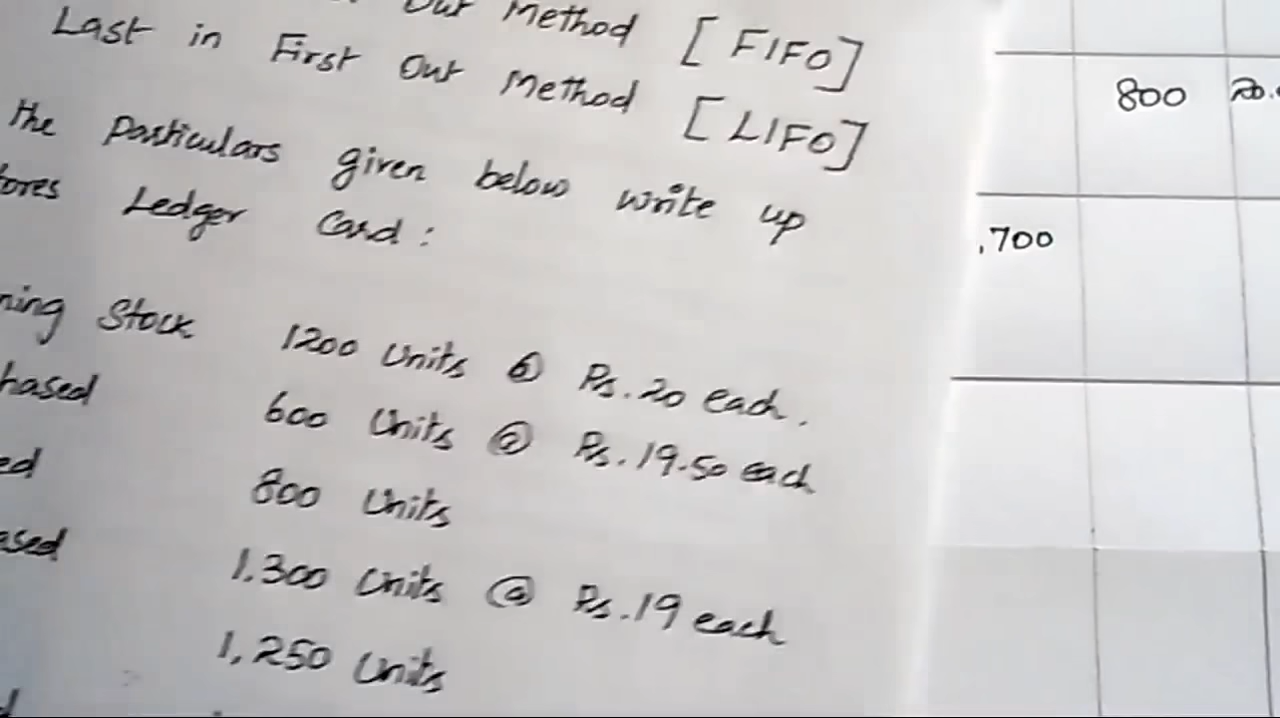 Out Method [FIFO]
Last in First Out Method [LIFO]
the particulars given below write up
Ledger Card:
Stock 1200 Units @ Rs.20 each.
600 Units @ Rs.19.50 each
800 Units
1,300 Units @ Rs.19 each
1,250 Units
800
,700